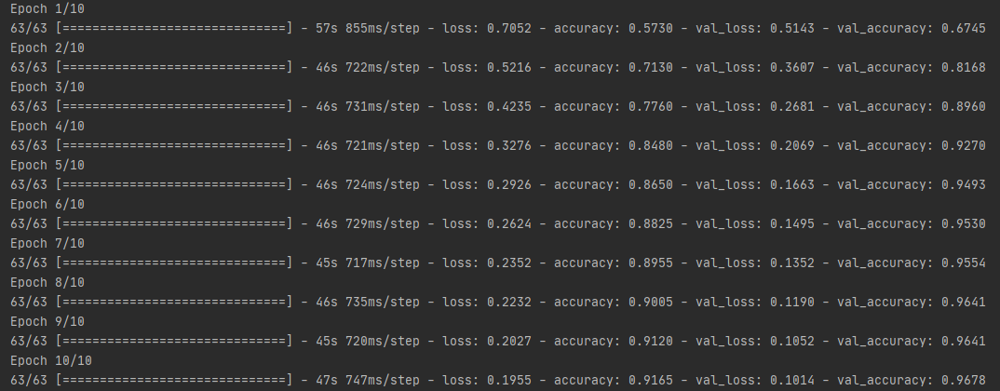 Epoch 1/10
63/63 [==============================] - 57s 855ms/step - loss: 0.7052 - accuracy: 0.5730 - val_loss: 0.5143 - val_accuracy: 0.6745
Epoch 2/10
63/63 [==============================] - 46s 722ms/step - loss: 0.5216 - accuracy: 0.7130 - val_loss: 0.3607 - val_accuracy: 0.8168
Epoch 3/10
63/63 [==============================] - 46s 731ms/step - loss: 0.4235 - accuracy: 0.7760 - val_loss: 0.2681 - val_accuracy: 0.8960
Epoch 4/10
63/63 [==============================] - 46s 721ms/step - loss: 0.3276 - accuracy: 0.8480 - val_loss: 0.2069 - val_accuracy: 0.9270
Epoch 5/10
63/63 [==============================] - 46s 724ms/step - loss: 0.2926 - accuracy: 0.8650 - val_loss: 0.1663 - val_accuracy: 0.9493
Epoch 6/10
63/63 [==============================] - 46s 729ms/step - loss: 0.2624 - accuracy: 0.8825 - val_loss: 0.1495 - val_accuracy: 0.9530
Epoch 7/10
63/63 [==============================] - 45s 717ms/step - loss: 0.2352 - accuracy: 0.8955 - val_loss: 0.1352 - val_accuracy: 0.9554
Epoch 8/10
63/63 [==============================] - 46s 735ms/step - loss: 0.2232 - accuracy: 0.9005 - val_loss: 0.1190 - val_accuracy: 0.9641
Epoch 9/10
63/63 [==============================] - 45s 720ms/step - loss: 0.2027 - accuracy: 0.9120 - val_loss: 0.1052 - val_accuracy: 0.9641
Epoch 10/10
63/63 [==============================] - 47s 747ms/step - loss: 0.1955 - accuracy: 0.9165 - val_loss: 0.1014 - val_accuracy: 0.9678